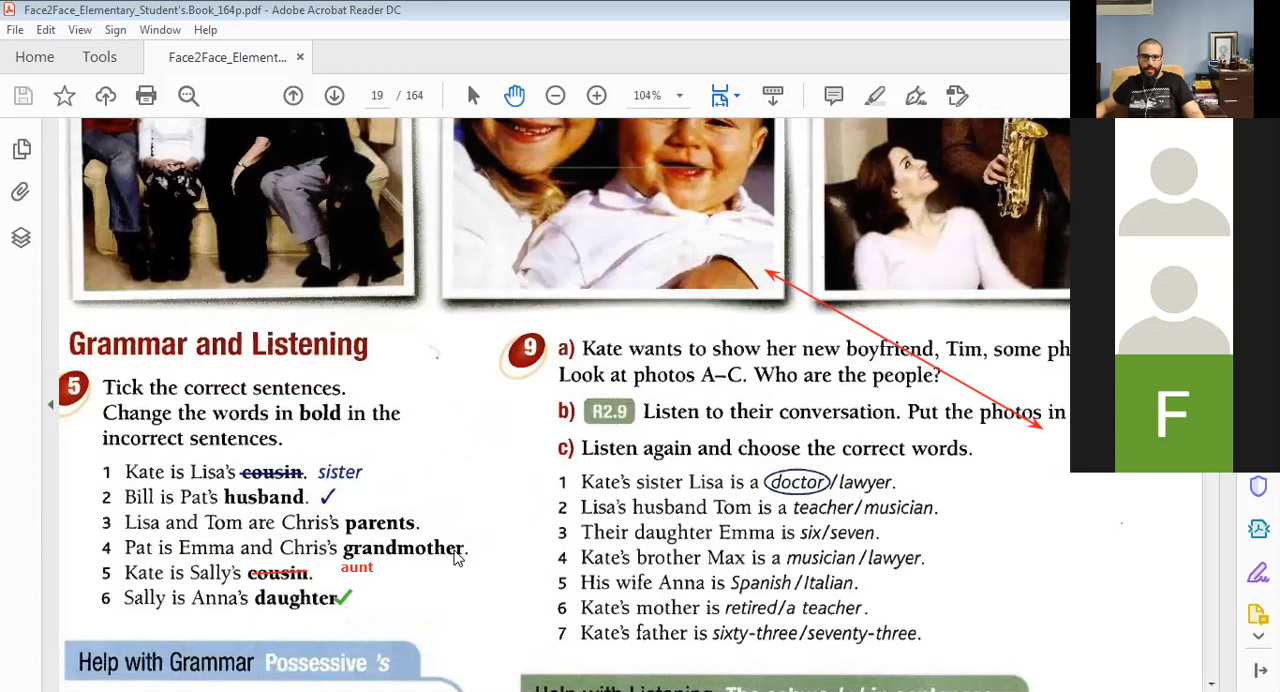 Face2Face_Elementary_Student's.Book_164p.pdf - Adobe Acrobat Reader DC
File Edit View Sign Window Help
Home Tools Face2Face_Element... ×
19 / 164 104%
Grammar and Listening
5 Tick the correct sentences.
Change the words in bold in the
incorrect sentences.
1 Kate is Lisa's cousin. sister
2 Bill is Pat's husband. ✓
3 Lisa and Tom are Chris's parents.
4 Pat is Emma and Chris's grandmother.
5 Kate is Sally's cousin. aunt
6 Sally is Anna's daughter ✓
Help with Grammar Possessive 's
9 a) Kate wants to show her new boyfriend, Tim, some ph
Look at photos A–C. Who are the people?
b) R2.9 Listen to their conversation. Put the photos in
c) Listen again and choose the correct words.
1 Kate's sister Lisa is a doctor/lawyer.
2 Lisa's husband Tom is a teacher/musician.
3 Their daughter Emma is six/seven.
4 Kate's brother Max is a musician/lawyer.
5 His wife Anna is Spanish/Italian.
6 Kate's mother is retired/a teacher.
7 Kate's father is sixty-three/seventy-three.
F